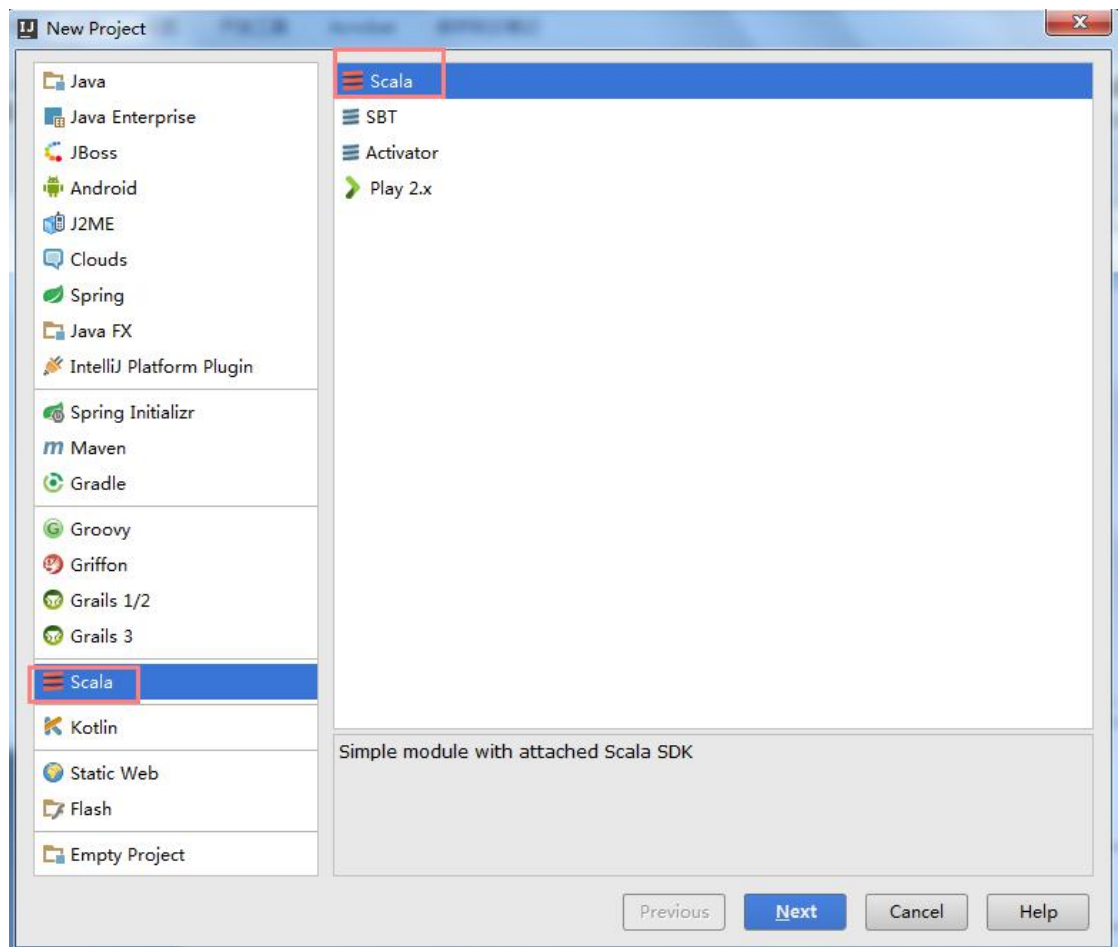 New Project
Java
Java Enterprise
JBoss
Android
J2ME
Clouds
Spring
Java FX
IntelliJ Platform Plugin
Spring Initializr
Maven
Gradle
Groovy
Griffon
Grails 1/2
Grails 3
Scala
Kotlin
Static Web
Flash
Empty Project
Scala
SBT
Activator
Play 2.x
Simple module with attached Scala SDK
Previous
Next
Cancel
Help